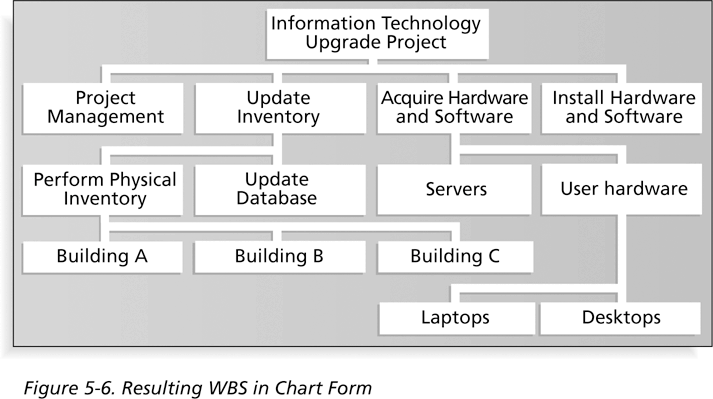 Information Technology
Upgrade Project
Project
Management
Update
Inventory
Acquire Hardware
and Software
Install Hardware
and Software
Perform Physical
Inventory
Update
Database
Servers
User hardware
Building A
Building B
Building C
Laptops
Desktops
Figure 5-6. Resulting WBS in Chart Form